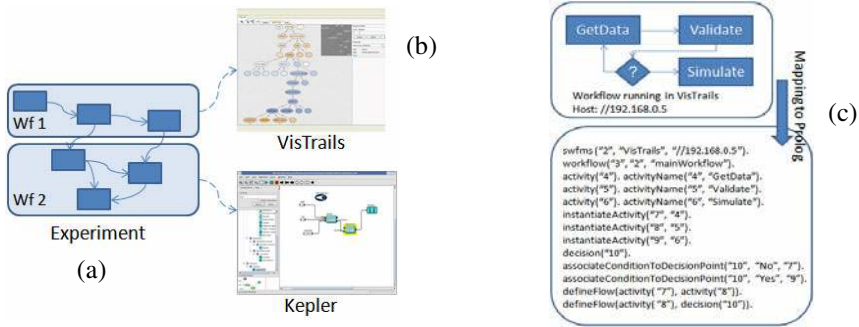 Wf 1
Wf 2
Experiment
(a)
VisTrails
(b)
Kepler
GetData
Validate
?
Simulate
Workflow running in VisTrails
Host: //192.168.0.5
Mapping to Prolog
(c)
swfms("2", "VisTrails", "//192.168.0.5").
workflow("3", "2", "mainWorkflow").
activity("4"). activityName("4", "GetData").
activity("5"). activityName("5", "Validate").
activity("6"). activityName("6", "Simulate").
instantiateActivity("7", "4").
instantiateActivity("8", "5").
instantiateActivity("9", "6").
decision("10").
associateConditionToDecisionPoint("10", "No", "7").
associateConditionToDecisionPoint("10", "Yes", "9").
defineFlow(activity("7"), activity("8")).
defineFlow(activity("8"), decision("10")).